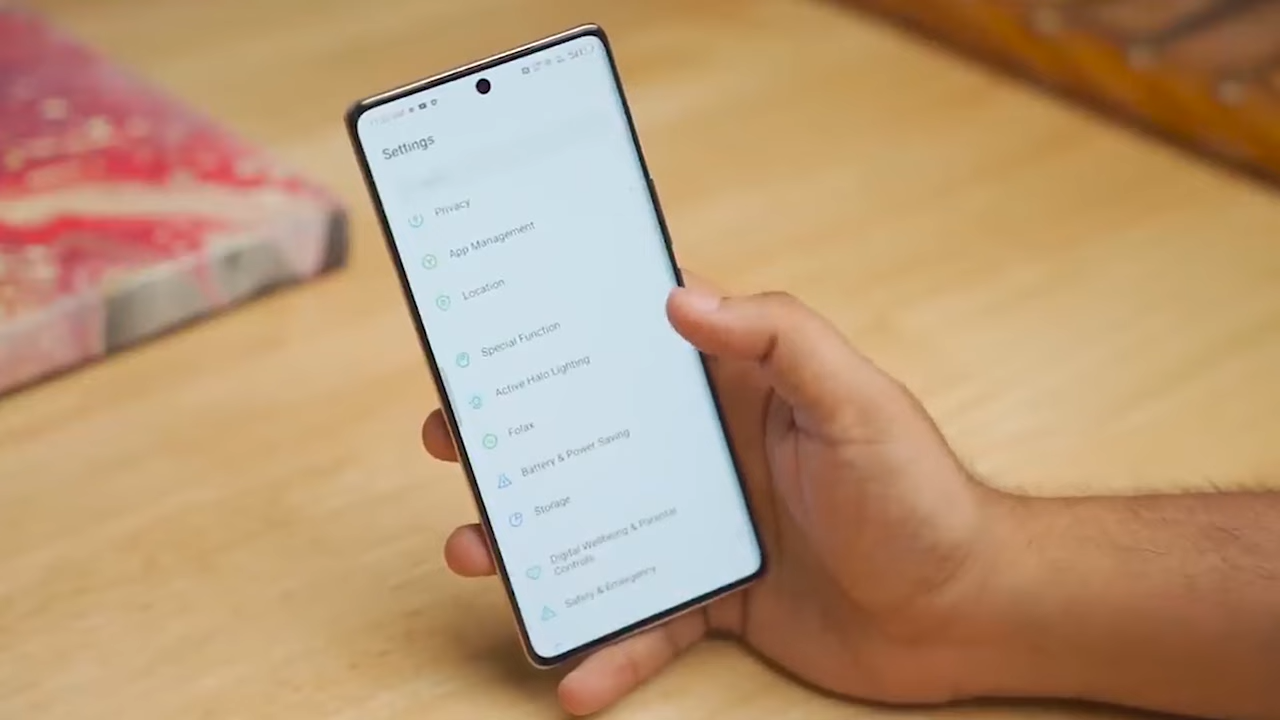 Settings
Privacy
App Management
Location
Special Function
Active Halo Lighting
Folax
Battery & Power Saving
Storage
Digital Wellbeing & Parental
Controls
Safety & Emergency